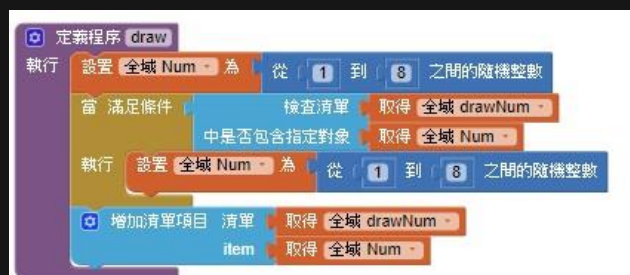 定義程序 draw
執行 設置 全域 Num 為 從 1 到 8 之間的隨機整數
當 滿足條件 檢查清單 取得 全域 drawNum
中是否包含指定對象 取得 全域 Num
執行 設置 全域 Num 為 從 1 到 8 之間的隨機整數
增加清單項目 清單 取得 全域 drawNum
item 取得 全域 Num